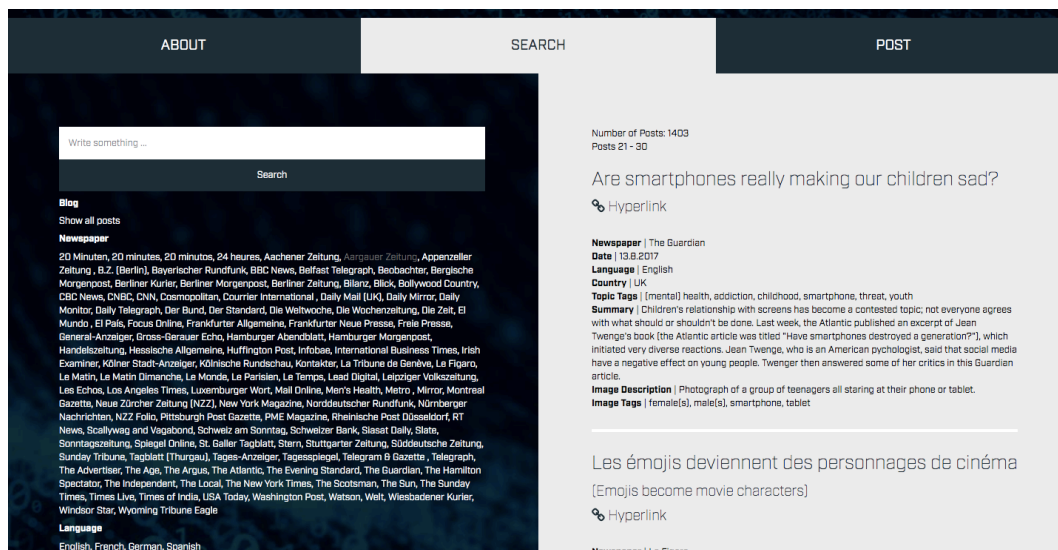 ABOUT
SEARCH
POST
Write something ...
Search
Blog
Show all posts
Newspaper
20 Minuten, 20 minutes, 20 minutos, 24 heures, Aachener Zeitung, Aargauer Zeitung, Appenzeller
Zeitung , B.Z. (Berlin), Bayerischer Rundfunk, BBC News, Belfast Telegraph, Beobachter, Bergische
Morgenpost, Berliner Kurier, Berliner Morgenpost, Berliner Zeitung, Bilanz, Blick, Bollywood Country,
CBC News, CNBC, CNN, Cosmopolitan, Courrier International , Daily Mail (UK), Daily Mirror, Daily
Monitor, Daily Telegraph, Der Bund, Der Standard, Die Weltwoche, Die Wochenzeitung, Die Zeit, El
Mundo , El País, Focus Online, Frankfurter Allgemeine, Frankfurter Neue Presse, Freie Presse,
General-Anzeiger, Gross-Gerauer Echo, Hamburger Abendblatt, Hamburger Morgenpost,
Handelszeitung, Hessische Allgemeine, Huffington Post, Infobae, International Business Times, Irish
Examiner, Kölner Stadt-Anzeiger, Kölnische Rundschau, Kontakter, La Tribune de Genève, Le Figaro,
Le Matin, Le Matin Dimanche, Le Monde, Le Parisien, Le Temps, Lead Digital, Leipziger Volkszeitung,
Les Echos, Los Angeles Times, Luxemburger Wort, Mail Online, Men's Health, Metro , Mirror, Montreal
Gazette, Neue Zürcher Zeitung (NZZ), New York Magazine, Norddeutscher Rundfunk, Nürnberger
Nachrichten, NZZ Folio, Pittsburgh Post Gazette, PME Magazine, Rheinische Post Düsseldorf, RT
News, Scallywag and Vagabond, Schweiz am Sonntag, Schweizer Bank, Siasat Daily, Slate,
Sonntagszeitung, Spiegel Online, St. Galler Tagblatt, Stern, Stuttgarter Zeitung, Süddeutsche Zeitung,
Sunday Tribune, Tagblatt (Thurgau), Tages-Anzeiger, Tagesspiegel, Telegram & Gazette , Telegraph,
The Advertiser, The Age, The Argus, The Atlantic, The Evening Standard, The Guardian, The Hamilton
Spectator, The Independent, The Local, The New York Times, The Scotsman, The Sun, The Sunday
Times, Times Live, Times of India, USA Today, Washington Post, Watson, Welt, Wiesbadener Kurier,
Windsor Star, Wyoming Tribune Eagle
Language
English, French, German, Spanish
Number of Posts: 1403
Posts 21 - 30
Are smartphones really making our children sad?
Hyperlink
Newspaper | The Guardian
Date | 13.8.2017
Language | English
Country | UK
Topic Tags | (mental) health, addiction, childhood, smartphone, threat, youth
Summary | Children's relationship with screens has become a contested topic; not everyone agrees
with what should or shouldn't be done. Last week, the Atlantic published an excerpt of Jean
Twenge's book (the Atlantic article was titled "Have smartphones destroyed a generation?"), which
initiated very diverse reactions. Jean Twenge, who is an American pychologist, said that social media
have a negative effect on young people. Twenger then answered some of her critics in this Guardian
article.
Image Description | Photograph of a group of teenagers all staring at their phone or tablet.
Image Tags | female(s), male(s), smartphone, tablet
Les émojis deviennent des personnages de cinéma
(Emojis become movie characters)
Hyperlink
Newspaper | Le Figaro